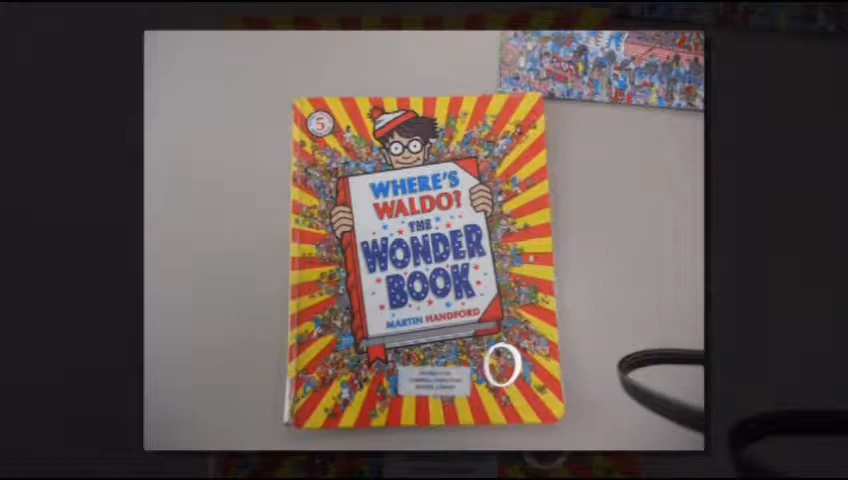 5
WHERE'S
WALDO?
THE
WONDER
BOOK
MARTIN HANDFORD
O